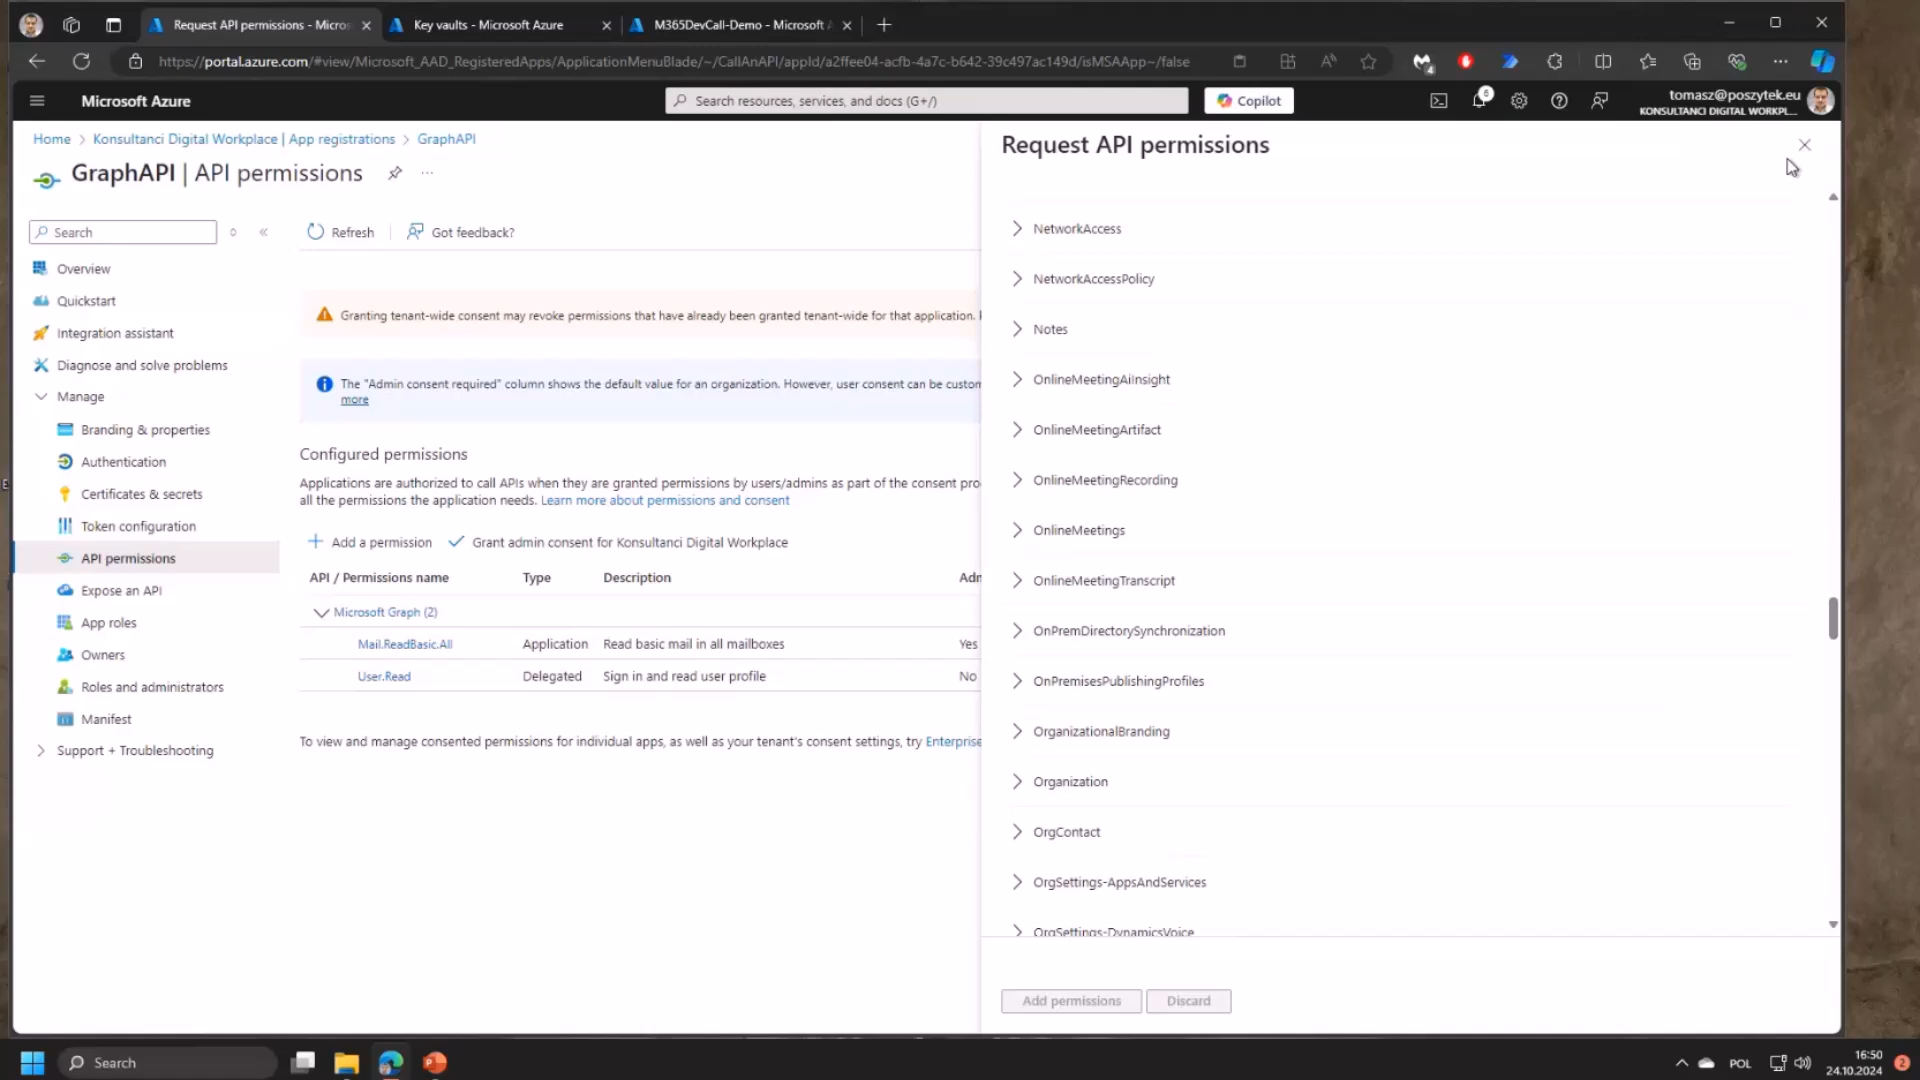 Request API permissions - Micros
Key vaults - Microsoft Azure
M365DevCall-Demo - Microsoft A
https://portal.azure.com/#view/Microsoft_AAD_RegisteredApps/ApplicationMenuBlade/~/CallAnAPI/appId/a2ffee04-acfb-4a7c-b642-39c497ac149d/isMSAApp~/false
4
Microsoft Azure
Search resources, services, and docs (G+/)
Copilot
6
tomasz@poszytek.eu
KONSULTANCI DIGITAL WORKPL...
Home > Konsultanci Digital Workplace | App registrations > GraphAPI
GraphAPI | API permissions
...
Search
Overview
Quickstart
Integration assistant
Diagnose and solve problems
Manage
Branding & properties
Authentication
Certificates & secrets
Token configuration
API permissions
Expose an API
App roles
Owners
Roles and administrators
Manifest
Support + Troubleshooting
Refresh
Got feedback?
Granting tenant-wide consent may revoke permissions that have already been granted tenant-wide for that application.
The "Admin consent required" column shows the default value for an organization. However, user consent can be custon
more
Configured permissions
Applications are authorized to call APIs when they are granted permissions by users/admins as part of the consent pro
all the permissions the application needs. Learn more about permissions and consent
Add a permission
Grant admin consent for Konsultanci Digital Workplace
API / Permissions name Type Description Adn
Microsoft Graph (2)
Mail.ReadBasic.All Application Read basic mail in all mailboxes Yes
User.Read Delegated Sign in and read user profile No
To view and manage consented permissions for individual apps, as well as your tenant's consent settings, try Enterprise
Request API permissions
NetworkAccess
NetworkAccessPolicy
Notes
OnlineMeetingAiInsight
OnlineMeetingArtifact
OnlineMeetingRecording
OnlineMeetings
OnlineMeetingTranscript
OnPremDirectorySynchronization
OnPremisesPublishingProfiles
OrganizationalBranding
Organization
OrgContact
OrgSettings-AppsAndServices
OrgSettings-DynamicsVoice
Add permissions
Discard
Search
POL
16:50
24.10.2024
2